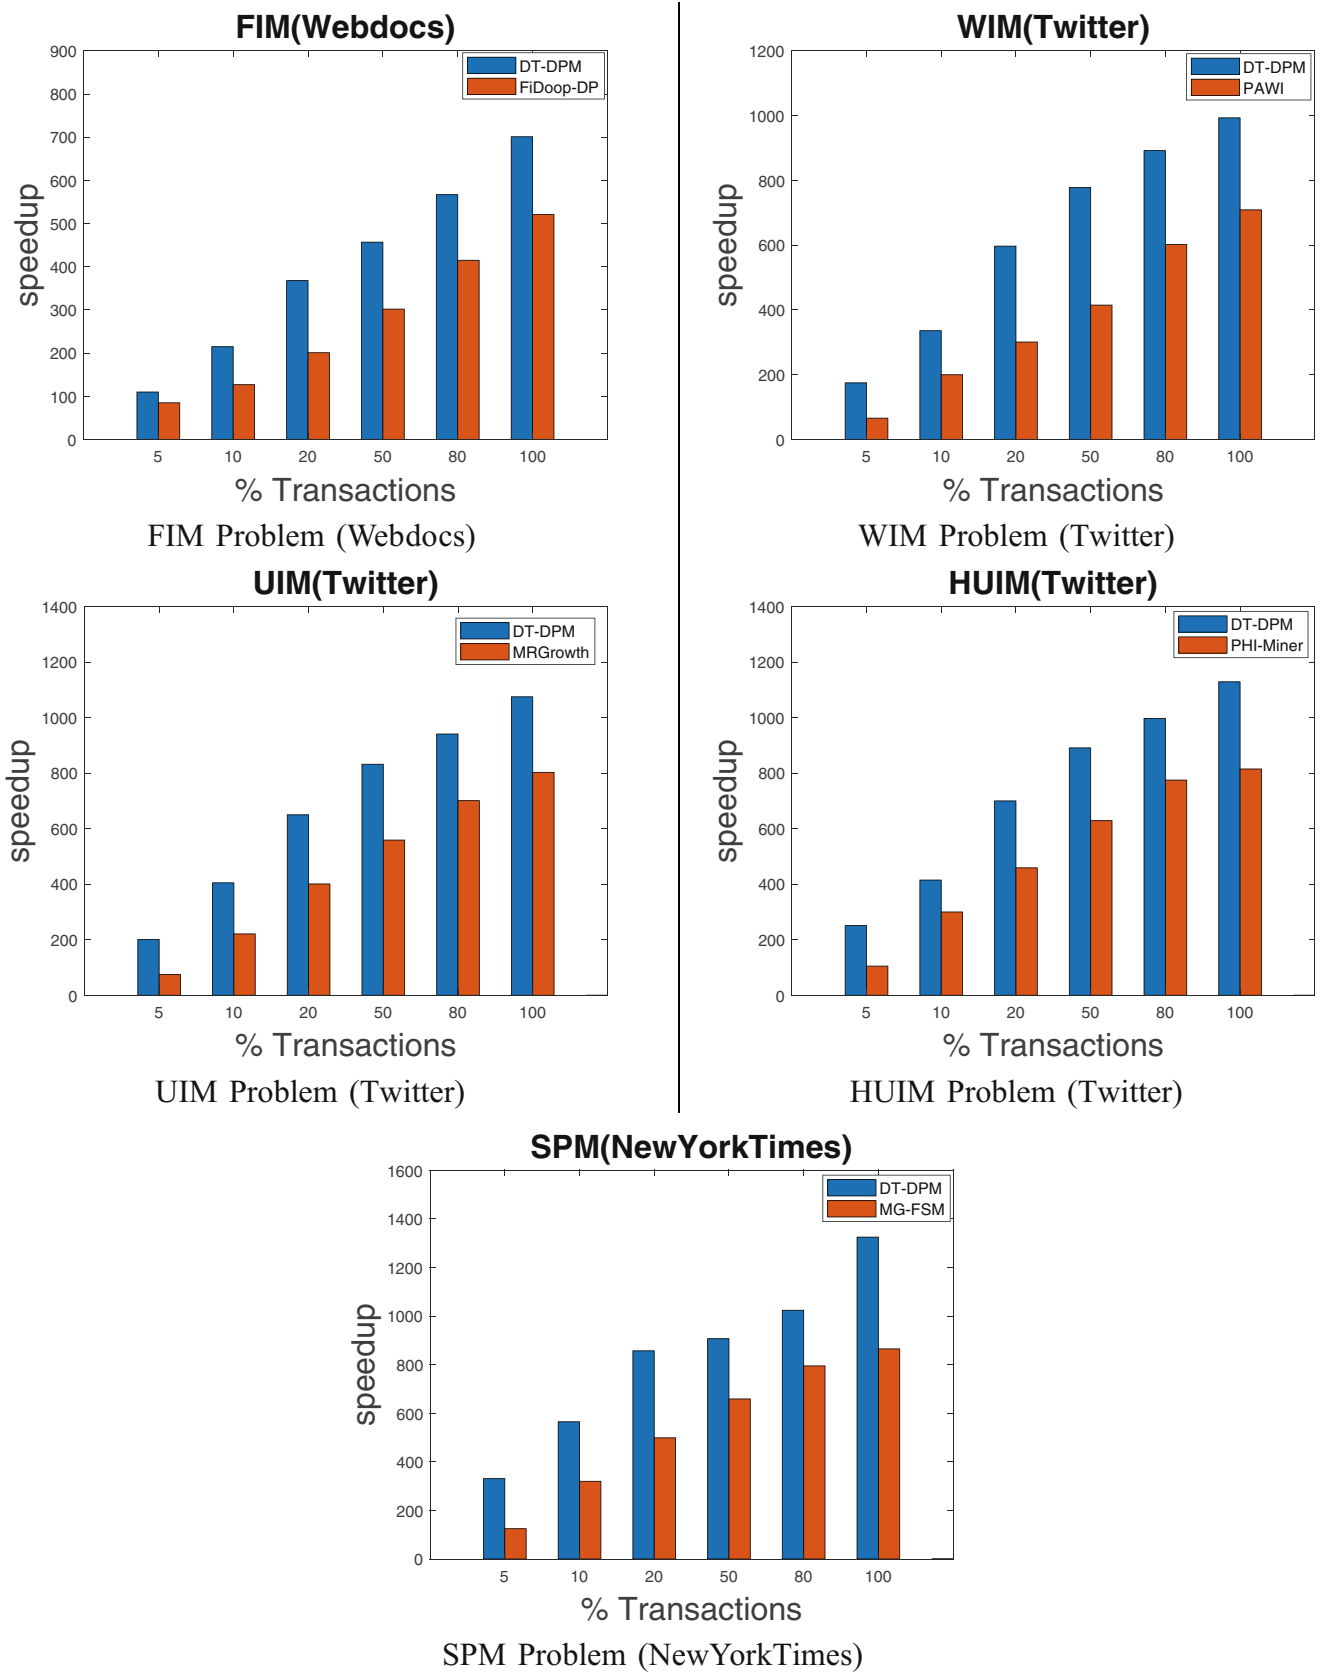 FIM(Webdocs)
900
800
700
600
500
400
300
200
100
0
speedup
DT-DPM
FiDoop-DP
5 10 20 50 80 100
% Transactions
FIM Problem (Webdocs)
WIM(Twitter)
1200
1000
800
600
400
200
0
speedup
DT-DPM
PAWI
5 10 20 50 80 100
% Transactions
WIM Problem (Twitter)
UIM(Twitter)
1400
1200
1000
800
600
400
200
0
speedup
DT-DPM
MRGrowth
5 10 20 50 80 100
% Transactions
UIM Problem (Twitter)
HUIM(Twitter)
1400
1200
1000
800
600
400
200
0
speedup
DT-DPM
PHI-Miner
5 10 20 50 80 100
% Transactions
HUIM Problem (Twitter)
SPM(NewYorkTimes)
1600
1400
1200
1000
800
600
400
200
0
speedup
DT-DPM
MG-FSM
5 10 20 50 80 100
% Transactions
SPM Problem (NewYorkTimes)